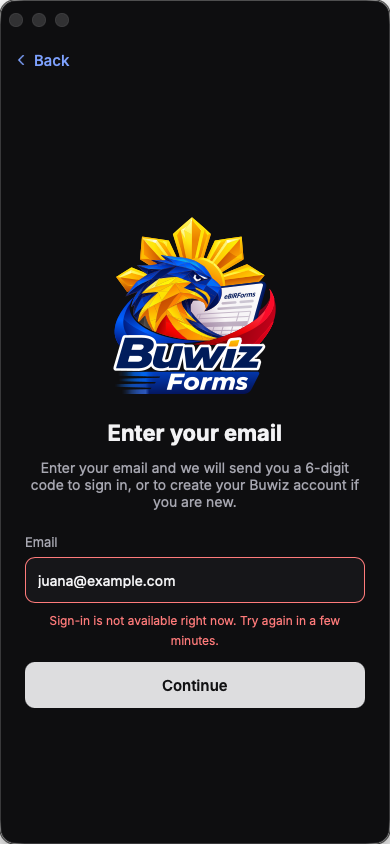 Back
eBIRForms
Buwiz
Forms
Enter your email
Enter your email and we will send you a 6-digit
code to sign in, or to create your Buwiz account if
you are new.
Email
juana@example.com
Sign-in is not available right now. Try again in a few
minutes.
Continue